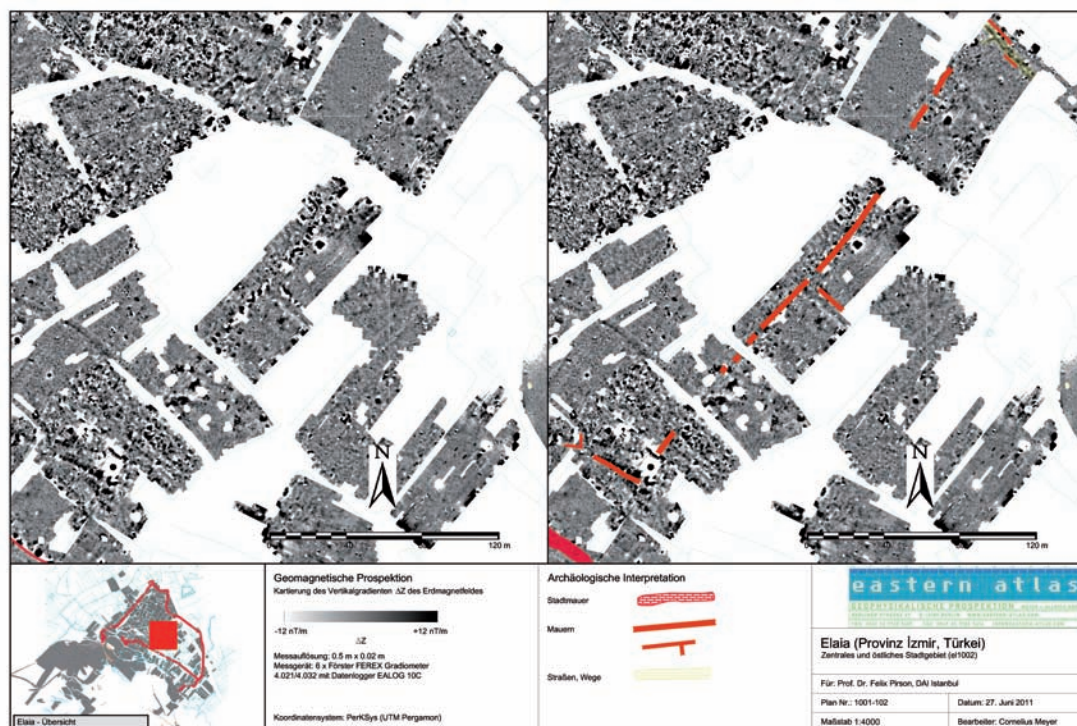 N
N
40
120 m
40
120 m
Elaia - Übersicht
Geomagnetische Prospektion
Kartierung des Vertikalgradienten ΔZ des Erdmagnetfeldes
-12 nT/m
+12 nT/m
ΔZ
Messauflösung: 0.5 m x 0.02 m
Messgerät: 6 x Förster FEREX Gradiometer
4.021/4.032 mit Datenlogger EALOG 10C
Koordinatensystem: PerKSys (UTM Pergamon)
Archäologische Interpretation
Stadtmauer
Mauern
Straßen, Wege
eastern atlas
GEOPHYSIKALISCHE PROSPEKTION
Elaia (Provinz İzmir, Türkei)
Zentrales und östliches Stadtgebiet (el1002)
Für: Prof. Dr. Felix Pirson, DAI Istanbul
Plan Nr.: 1001-102
Datum: 27. Juni 2011
Maßstab 1:4000
Bearbeiter: Cornelius Meyer